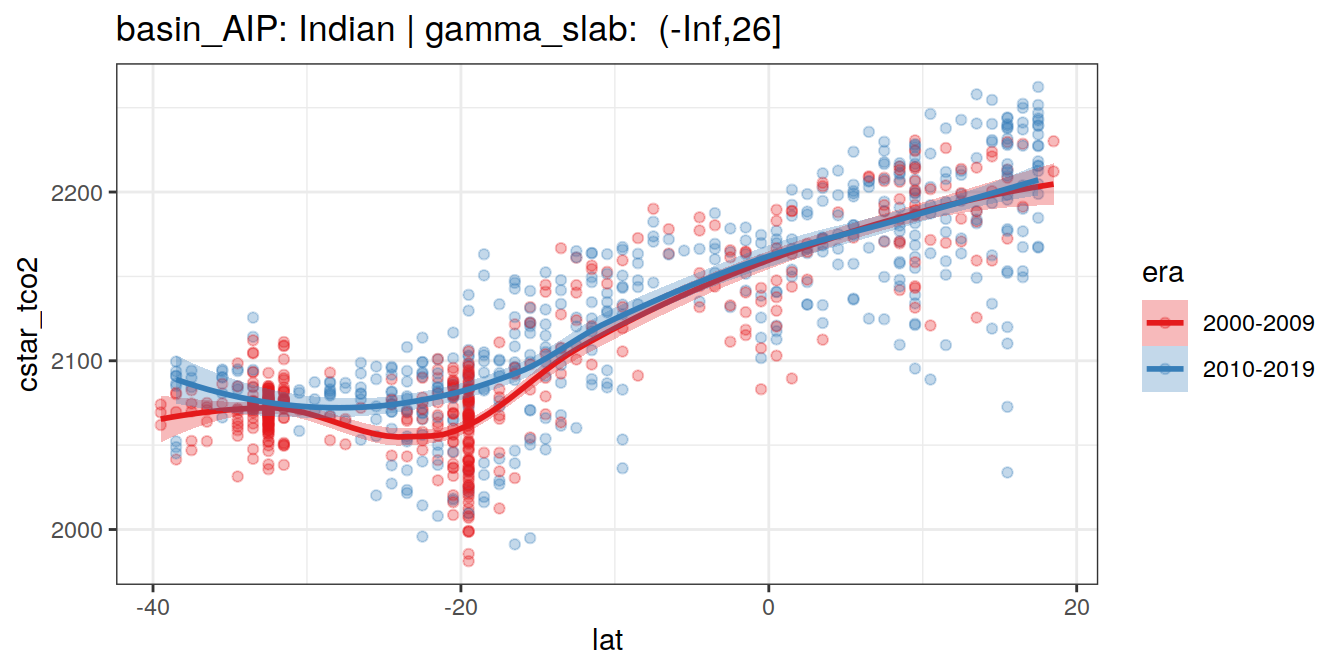 basin_AIP: Indian | gamma_slab:  (-Inf,26]
cstar_tco2
2200
2100
2000
-40
-20
0
20
lat
era
2000-2009
2010-2019